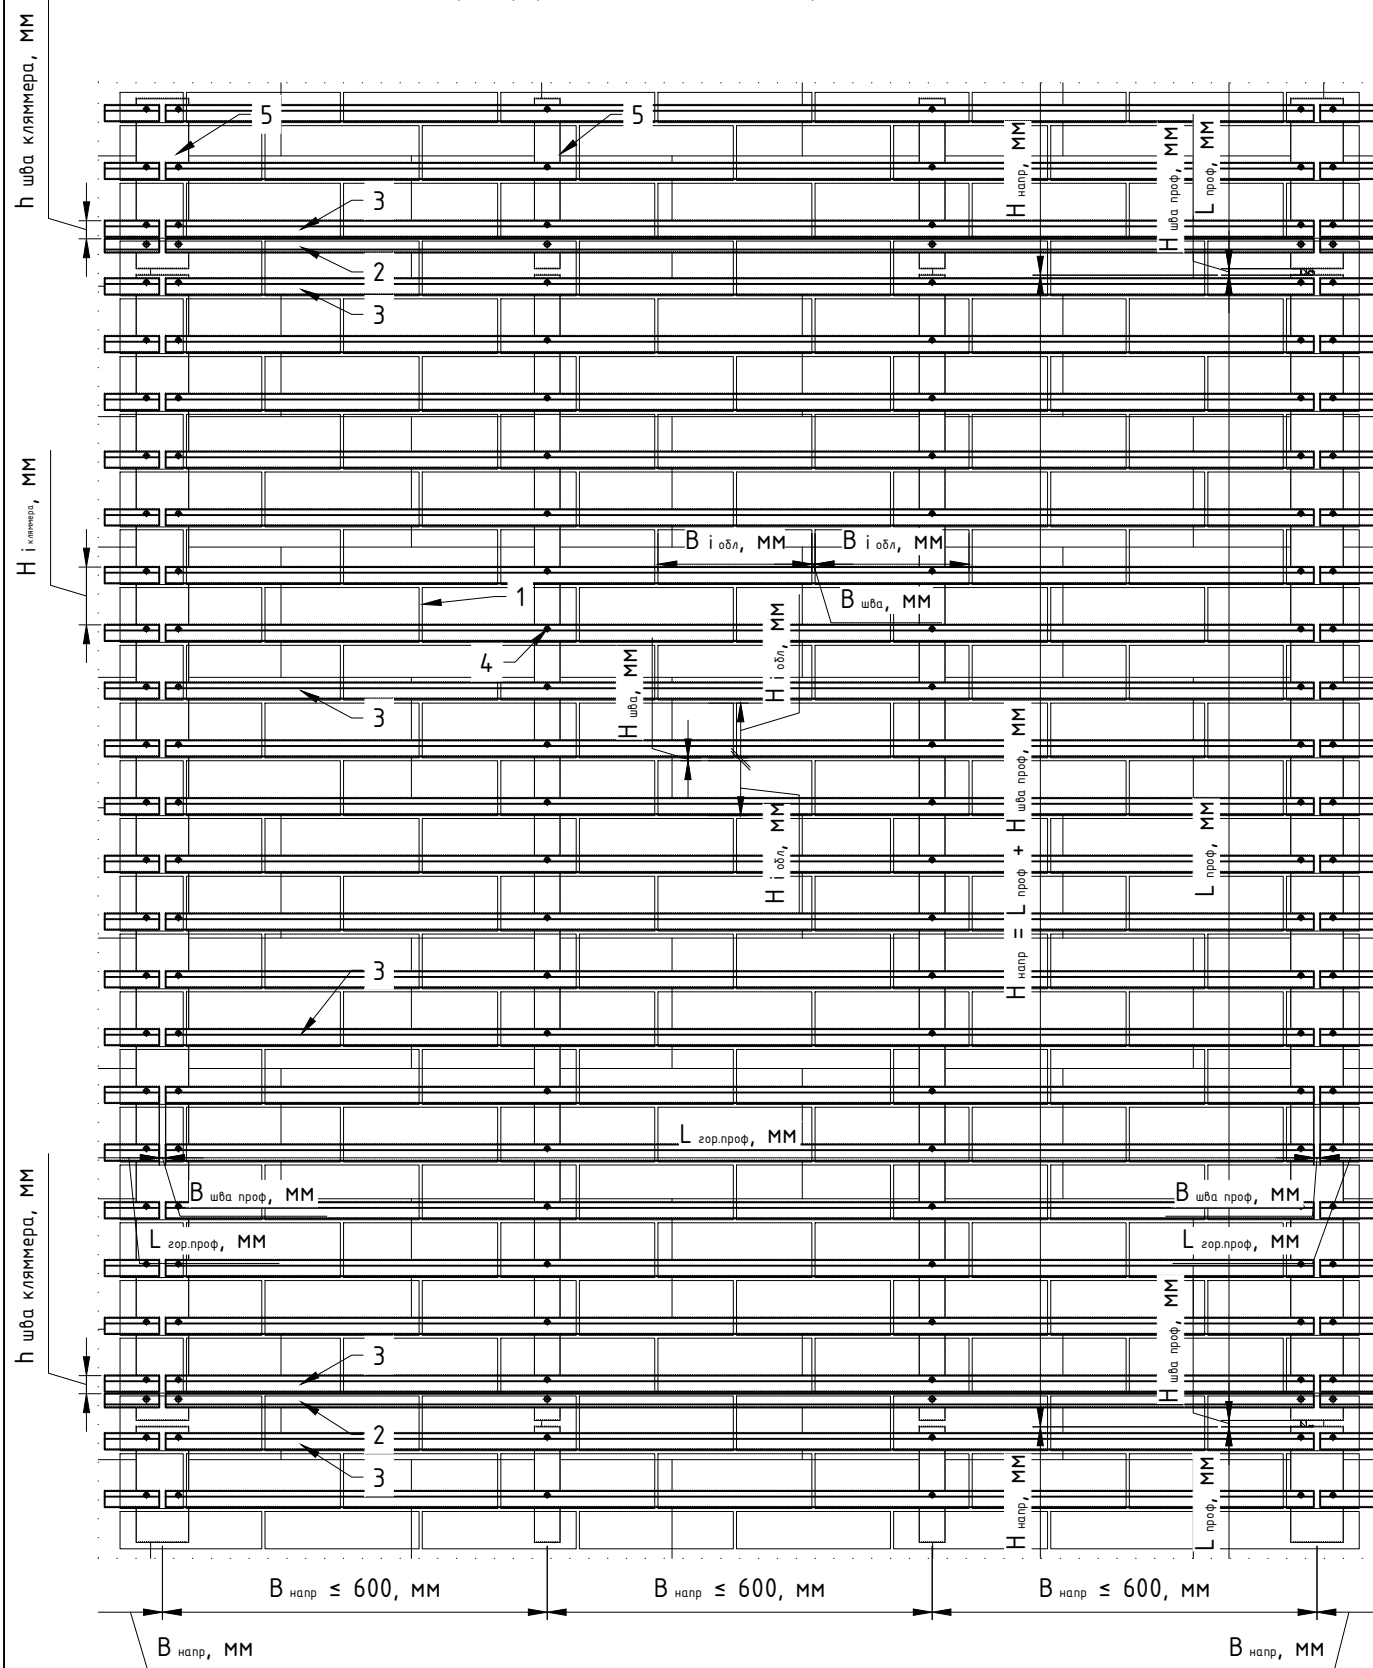 h шва кляммера, мм
5
5
3
2
3
H напр, мм
H шва проф, мм
L проф, мм
H i кляммера, мм
B i обл, мм
B i обл, мм
1
B шва, мм
4
H шва, мм
H i обл, мм
3
H i обл, мм
H напр = L проф + H шва проф, мм
L проф, мм
3
L гор.проф, мм
h шва кляммера, мм
B шва проф, мм
B шва проф, мм
L гор.проф, мм
L гор.проф, мм
H шва проф, мм
3
2
3
H напр, мм
L проф, мм
B напр ≤ 600, мм
B напр ≤ 600, мм
B напр ≤ 600, мм
B напр, мм
B напр, мм